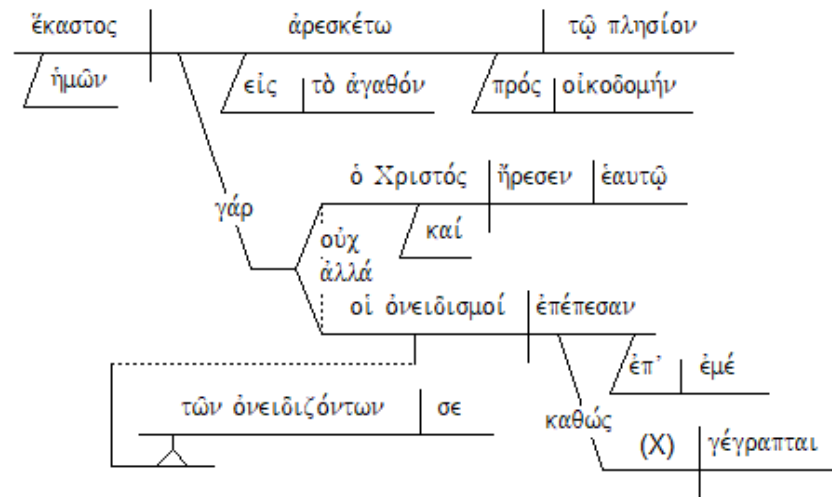 ἕκαστος ἀρεσκέτω τῷ πλησίον
ἡμῶν εἰς τὸ ἀγαθόν πρός οἰκοδομήν
ὁ Χριστός ἤρεσεν ἑαυτῷ
γάρ οὐχ καί
ἀλλά
οἱ ὀνειδισμοί ἐπέπεσαν
ἐπ' ἐμέ
τῶν ὀνειδιζόντων σε καθώς
(X) γέγραπται